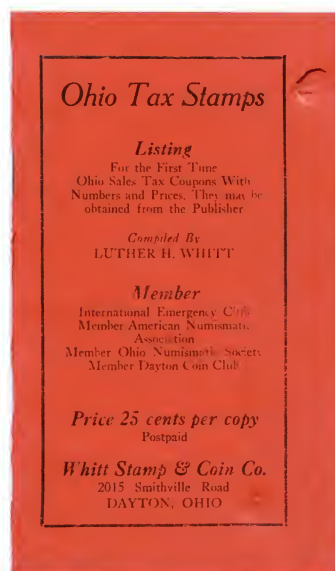 Ohio Tax Stamps
Listing
For the First Time
Ohio Sales Tax Coupons With
Numbers and Prices. They may be
obtained from the Publisher
Compiled By
LUTHER H. WHITT
Member
International Emergency Club
Member American Numismatic
Association
Member Ohio Numismatic Society
Member Dayton Coin Club
Price 25 cents per copy
Postpaid
Whitt Stamp & Coin Co.
2015 Smithville Road
DAYTON, OHIO